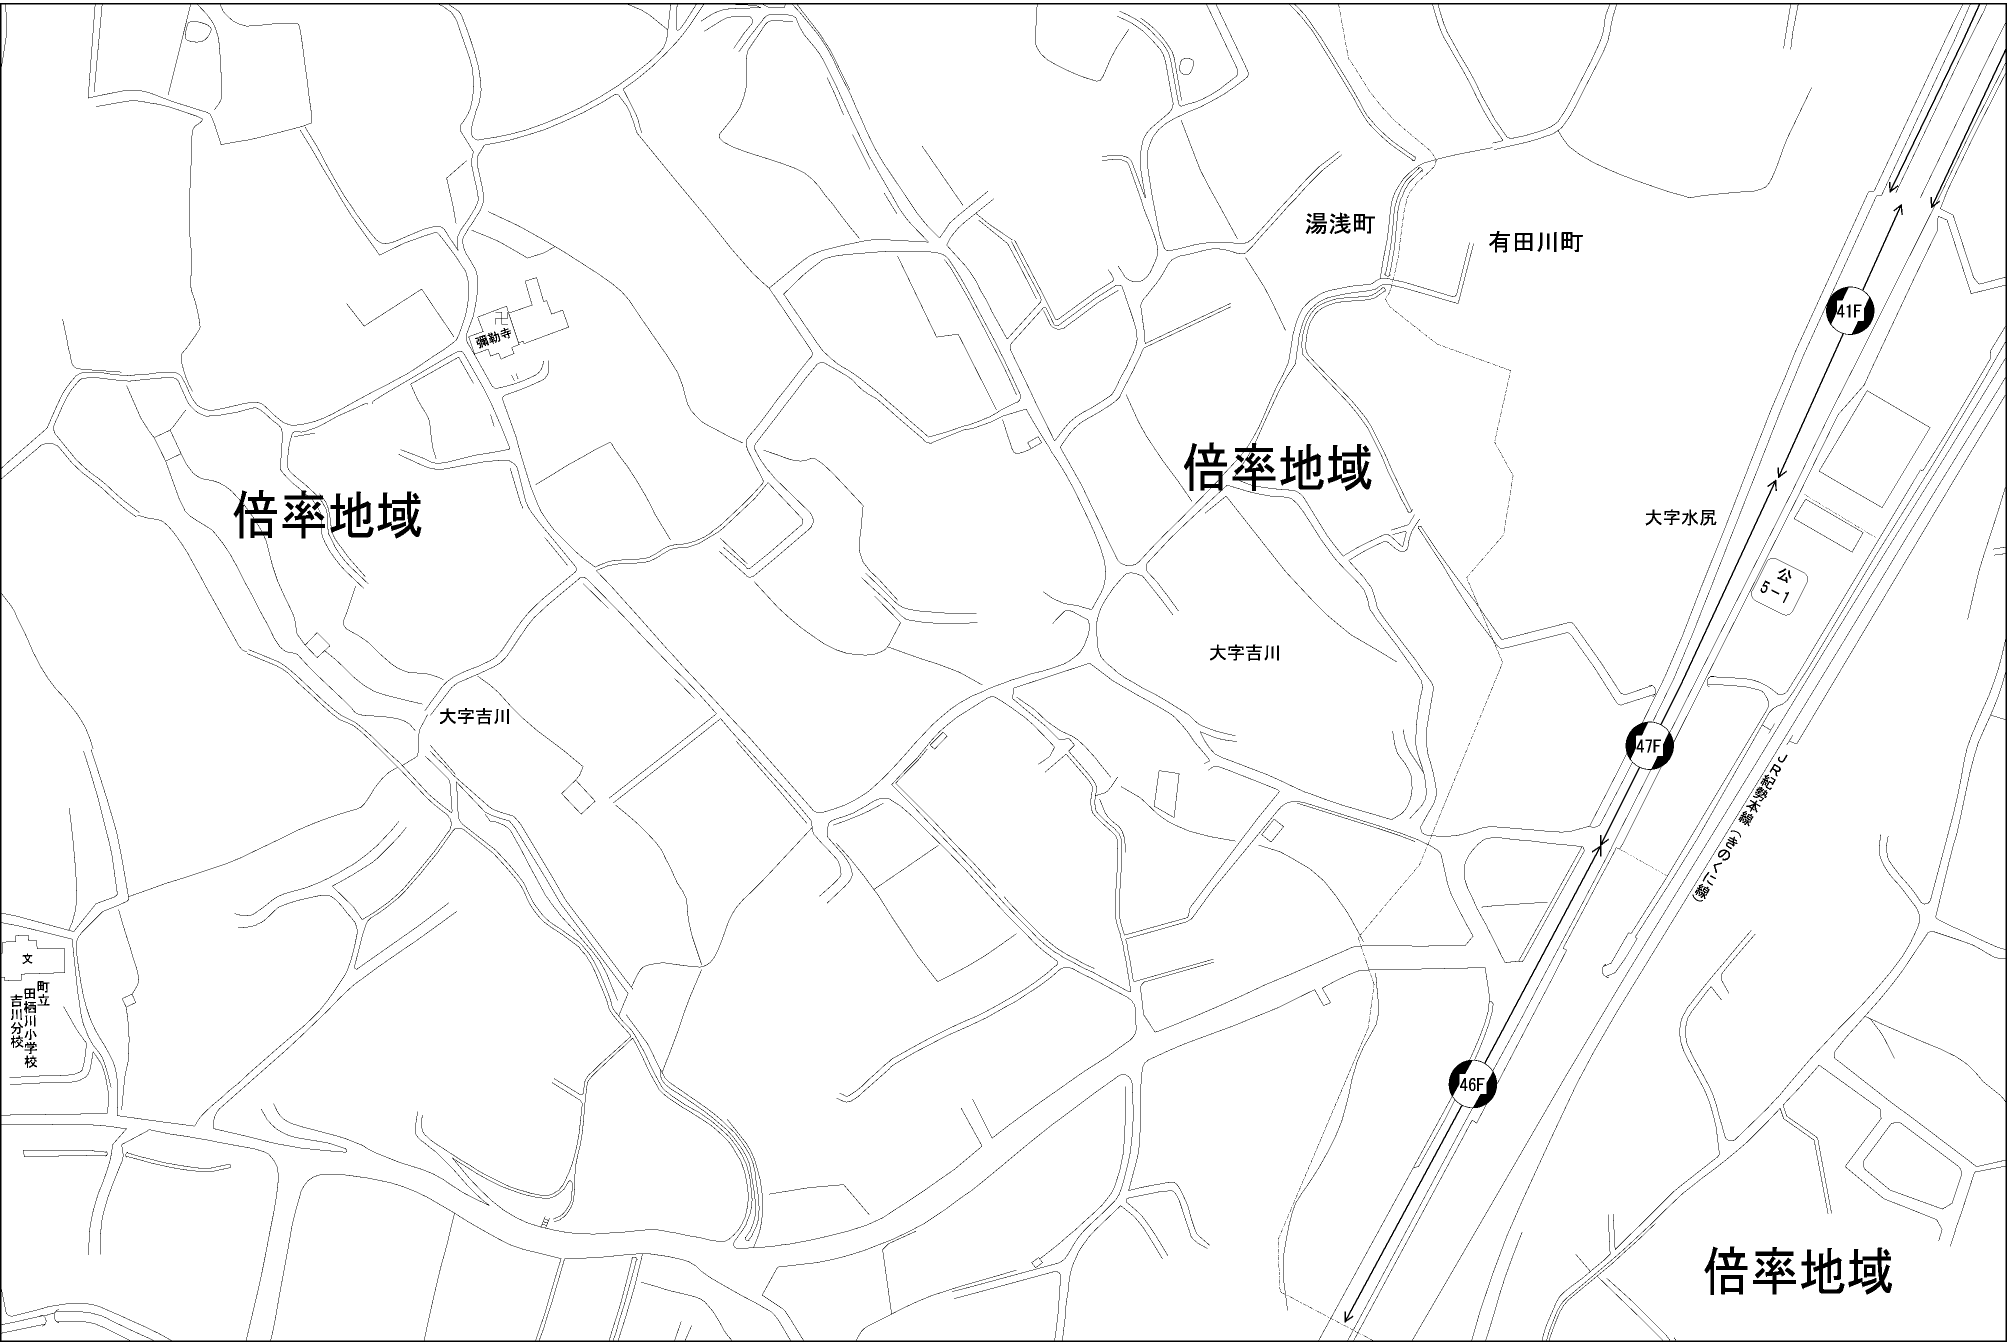 湯浅町
有田川町
41F
彌勒寺
倍率地域
倍率地域
大字水尻
公
5-1
大字吉川
大字吉川
47F
JR紀勢本線(きのくに線)
文
町立
田栖川小学校
吉川分校
46F
倍率地域